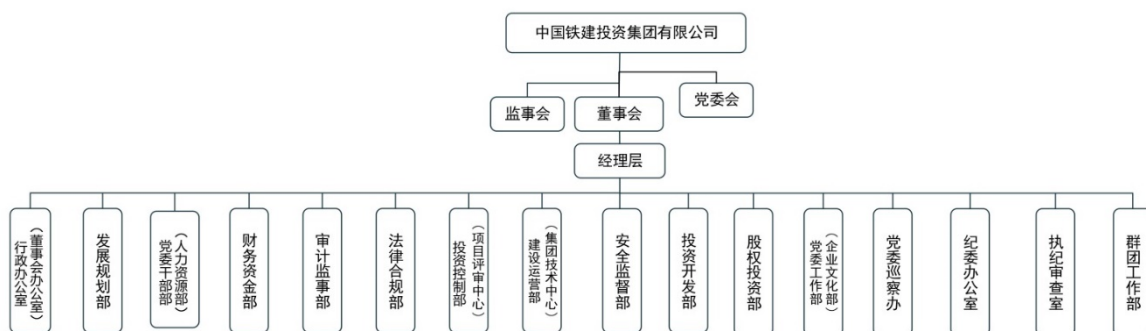 中国铁建投资集团有限公司
监事会
董事会
党委会
经理层
行政办公室
（董事会办公室）
发展规划部
党委干部部
（人力资源部）
财务资金部
审计监事部
法律合规部
投资控制部
（项目评审中心）
建设运营部
（集团技术中心）
安全监督部
投资开发部
股权投资部
党委工作部
（企业文化部）
党委巡察办
纪委办公室
执纪审查室
群团工作部